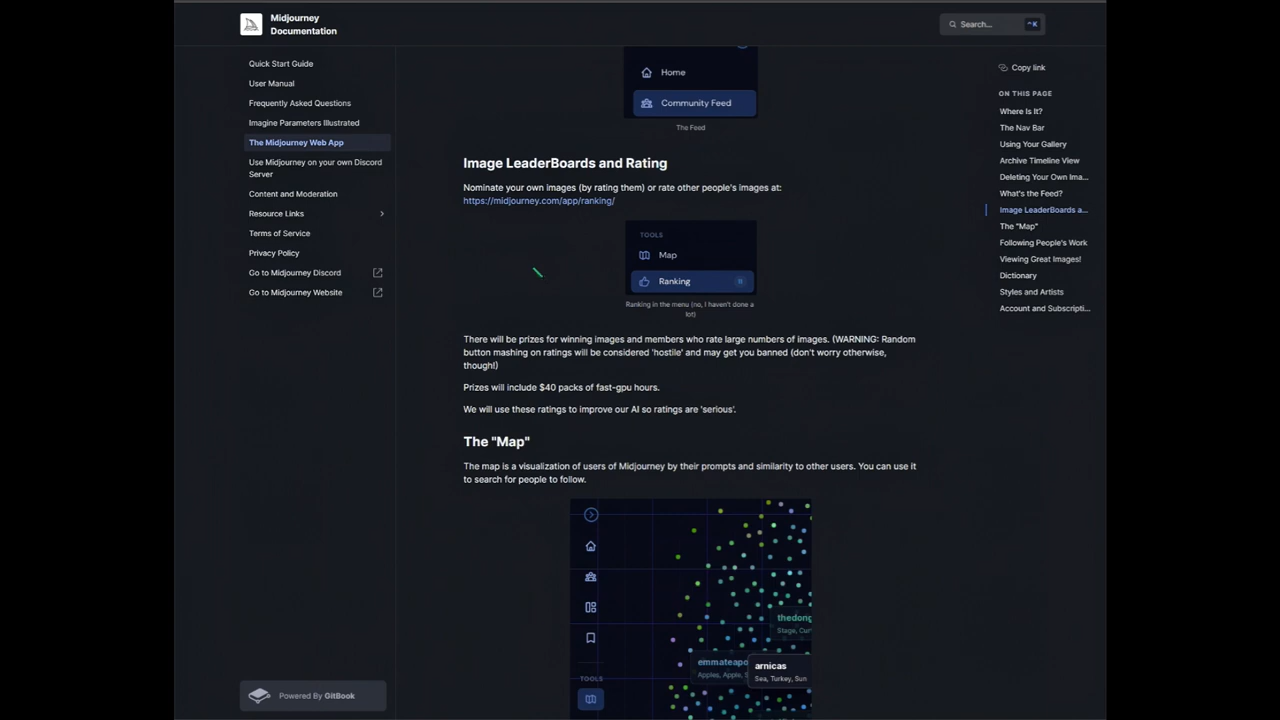 Midjourney
Documentation
Search...
^K
Quick Start Guide
User Manual
Frequently Asked Questions
Imagine Parameters Illustrated
The Midjourney Web App
Use Midjourney on your own Discord
Server
Content and Moderation
Resource Links
Terms of Service
Privacy Policy
Go to Midjourney Discord
Go to Midjourney Website
Powered By GitBook
Home
Community Feed
The Feed
Image LeaderBoards and Rating
Nominate your own images (by rating them) or rate other people's images at:
https://midjourney.com/app/ranking/
TOOLS
Map
Ranking
Ranking in the menu (no, I haven't done a
lot)
There will be prizes for winning images and members who rate large numbers of images. (WARNING: Random
button mashing on ratings will be considered 'hostile' and may get you banned (don't worry otherwise,
though!)
Prizes will include $40 packs of fast-gpu hours.
We will use these ratings to improve our AI so ratings are 'serious'.
The "Map"
The map is a visualization of users of Midjourney by their prompts and similarity to other users. You can use it
to search for people to follow.
thedong
Stage, Cur
emmateapo
Apples, Apple, S
arnicas
Sea, Turkey, Sun
TOOLS
Copy link
ON THIS PAGE
Where Is It?
The Nav Bar
Using Your Gallery
Archive Timeline View
Deleting Your Own Ima...
What's the Feed?
Image LeaderBoards a...
The "Map"
Following People's Work
Viewing Great Images!
Dictionary
Styles and Artists
Account and Subscripti...